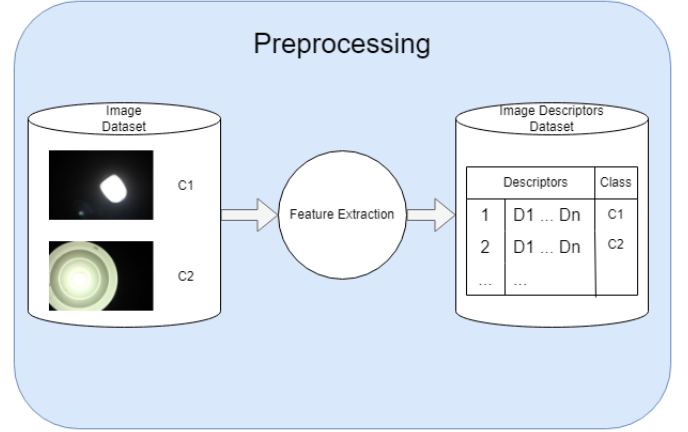 Preprocessing
Image
Dataset
C1
C2
Feature Extraction
Image Descriptors
Dataset
Descriptors Class
1 D1 ... Dn C1
2 D1 ... Dn C2
... ...